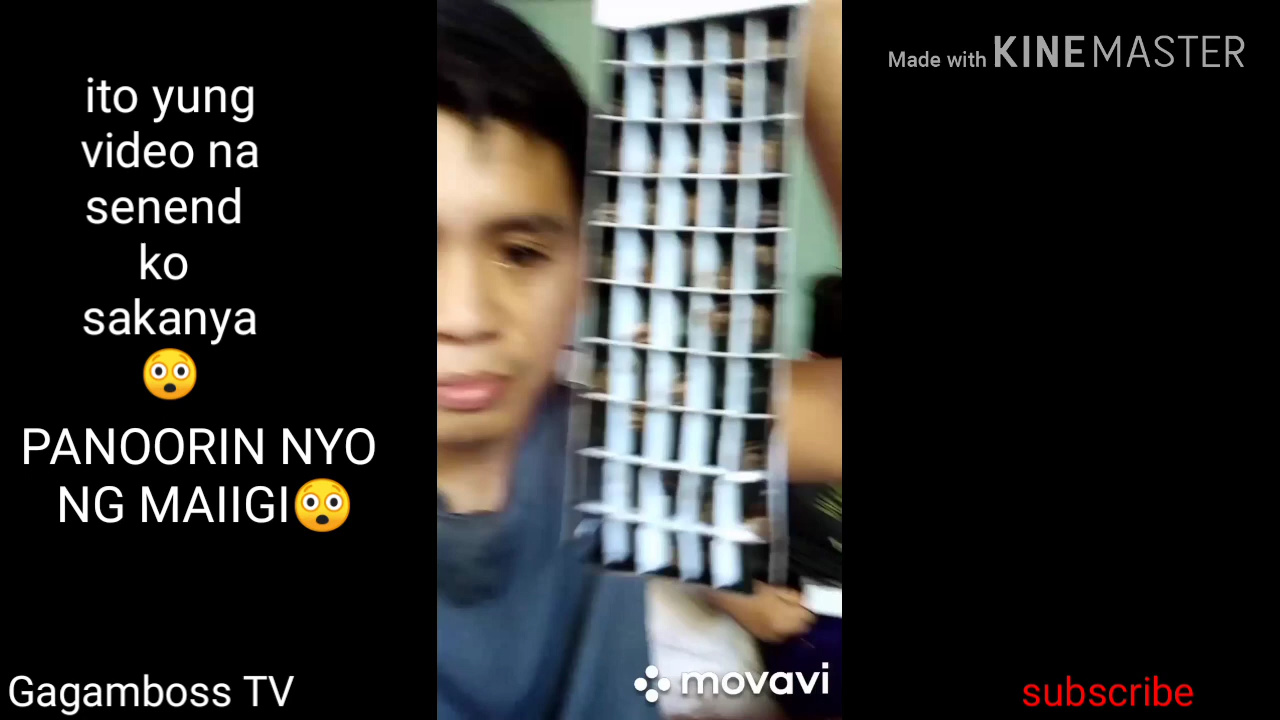 ito yung
video na
senend
ko
sakanya
😳
PANOORIN NYO
NG MAIIGI😳
Gagamboss TV
Made with KINEMASTER
movavi
subscribe